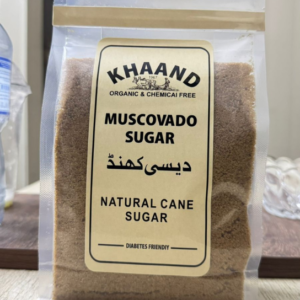 KHAAND
ORGANIC & CHEMICAl FREE
MUSCOVADO
SUGAR
دیسی کھنڈ
NATURAL CANE
SUGAR
DIABETES FRIENDlY